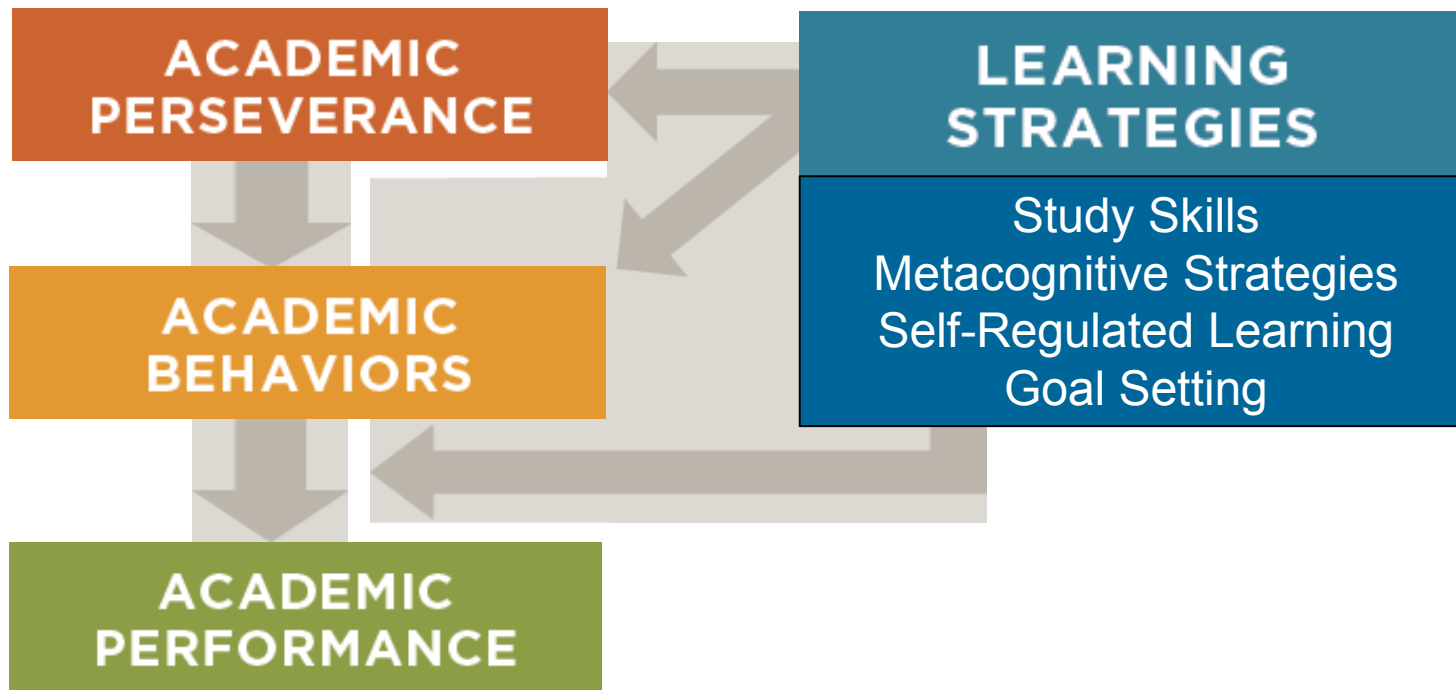 ACADEMIC
PERSEVERANCE
LEARNING
STRATEGIES
Study Skills
Metacognitive Strategies
Self-Regulated Learning
Goal Setting
ACADEMIC
BEHAVIORS
ACADEMIC
PERFORMANCE